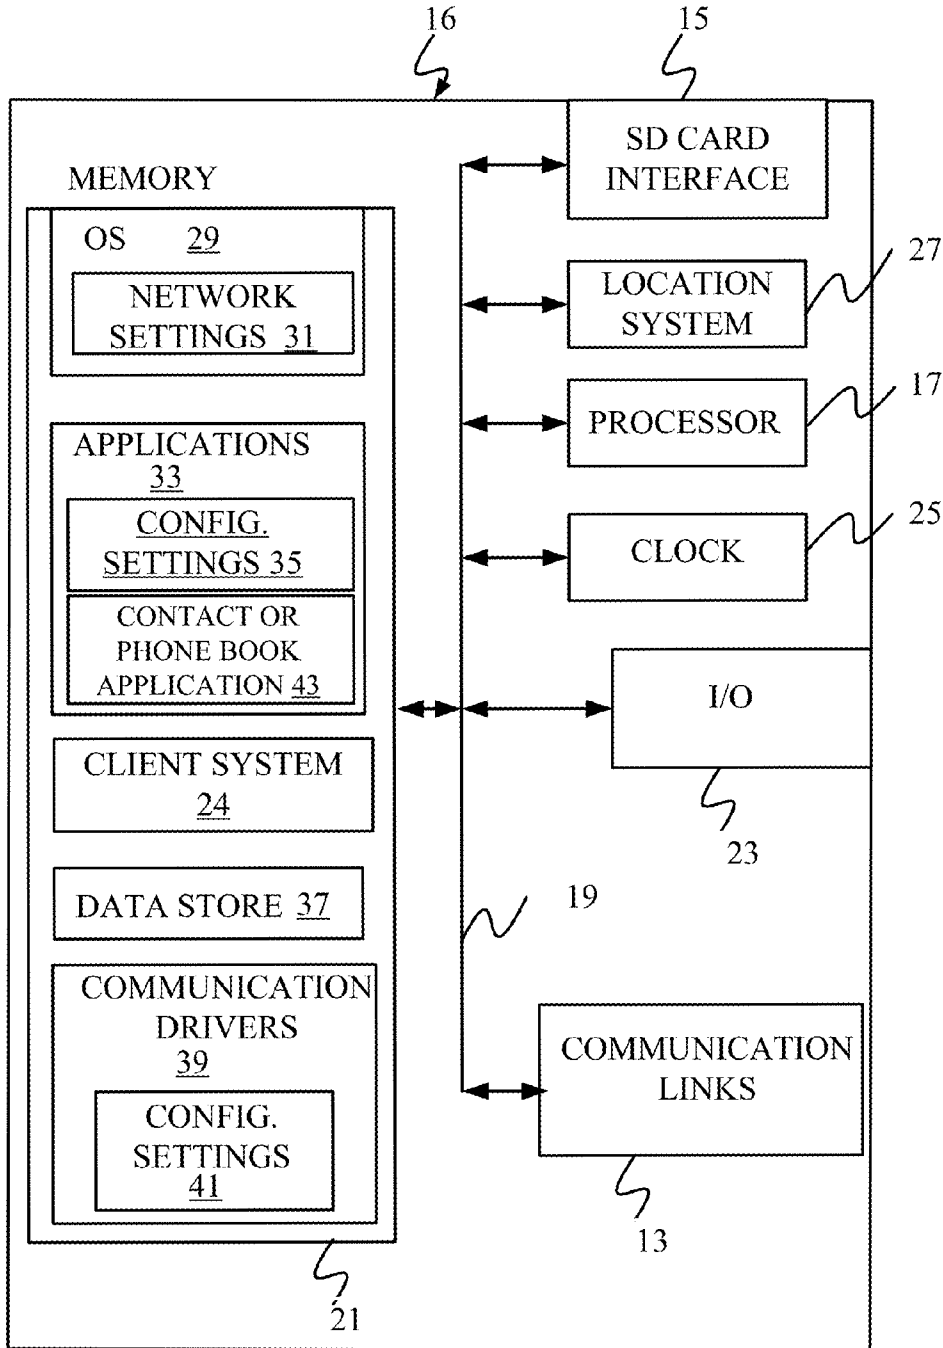 16
15
SD CARD
INTERFACE
MEMORY
OS 29
NETWORK
SETTINGS 31
27
LOCATION
SYSTEM
17
PROCESSOR
APPLICATIONS
33
CONFIG.
SETTINGS 35
CONTACT OR
PHONE BOOK
APPLICATION 43
25
CLOCK
I/O
23
CLIENT SYSTEM
24
DATA STORE 37
19
COMMUNICATION
DRIVERS
39
CONFIG.
SETTINGS
41
COMMUNICATION
LINKS
13
21